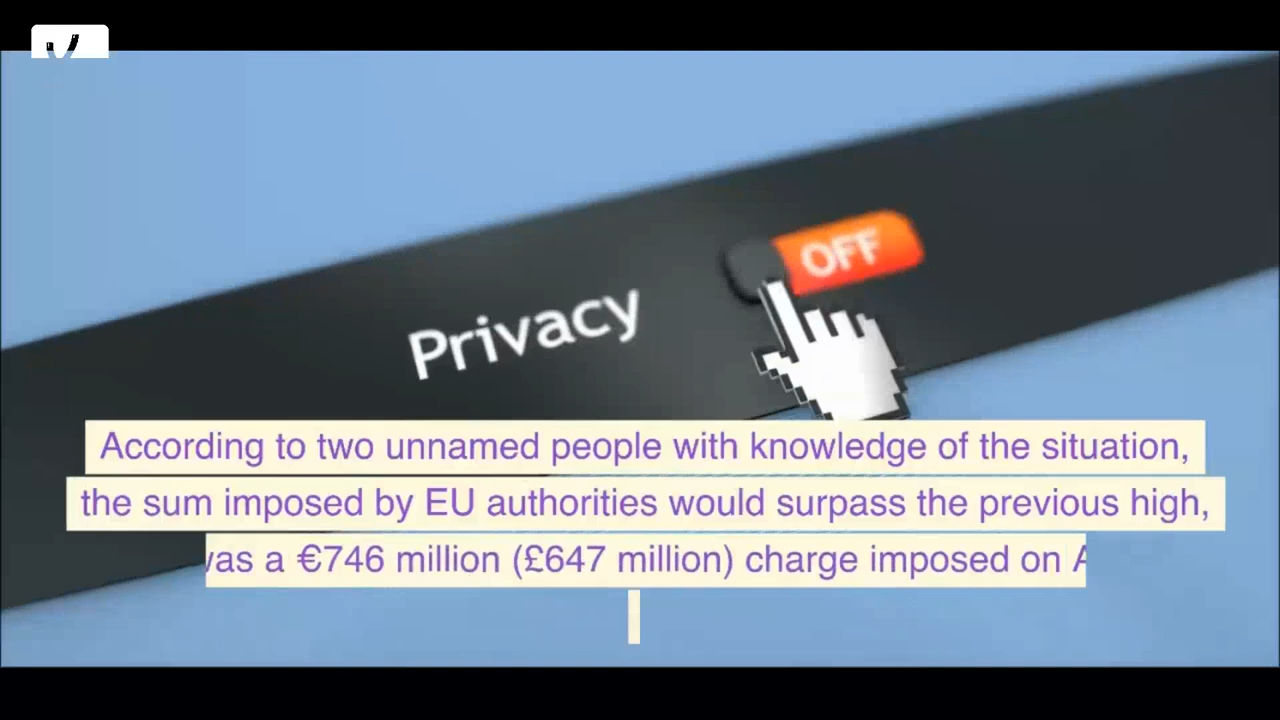 OFF
Privacy
According to two unnamed people with knowledge of the situation,
the sum imposed by EU authorities would surpass the previous high,
a €746 million (£647 million) charge imposed on